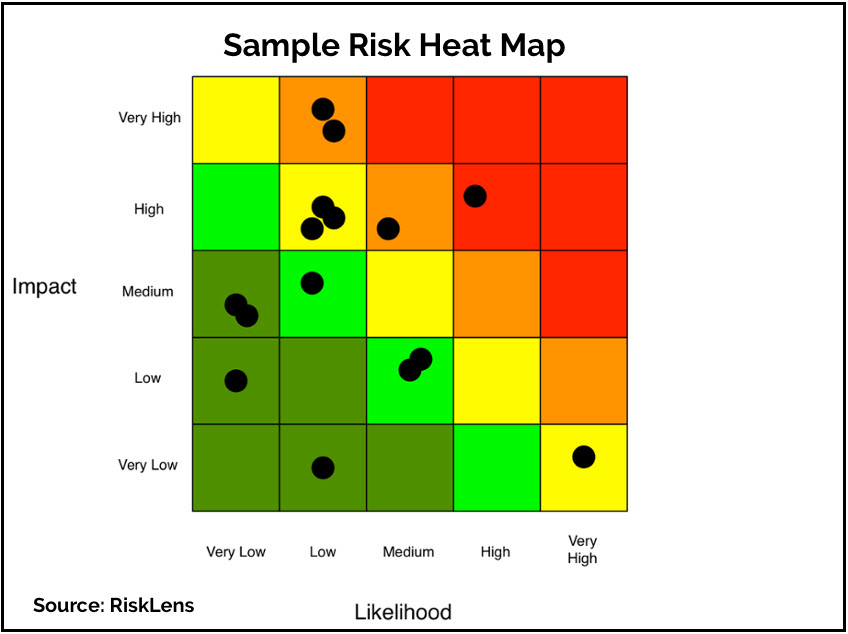 Sample Risk Heat Map
Very High
High
Impact
Medium
Low
Very Low
Very Low
Low
Medium
High
Very
High
Likelihood
Source: RiskLens